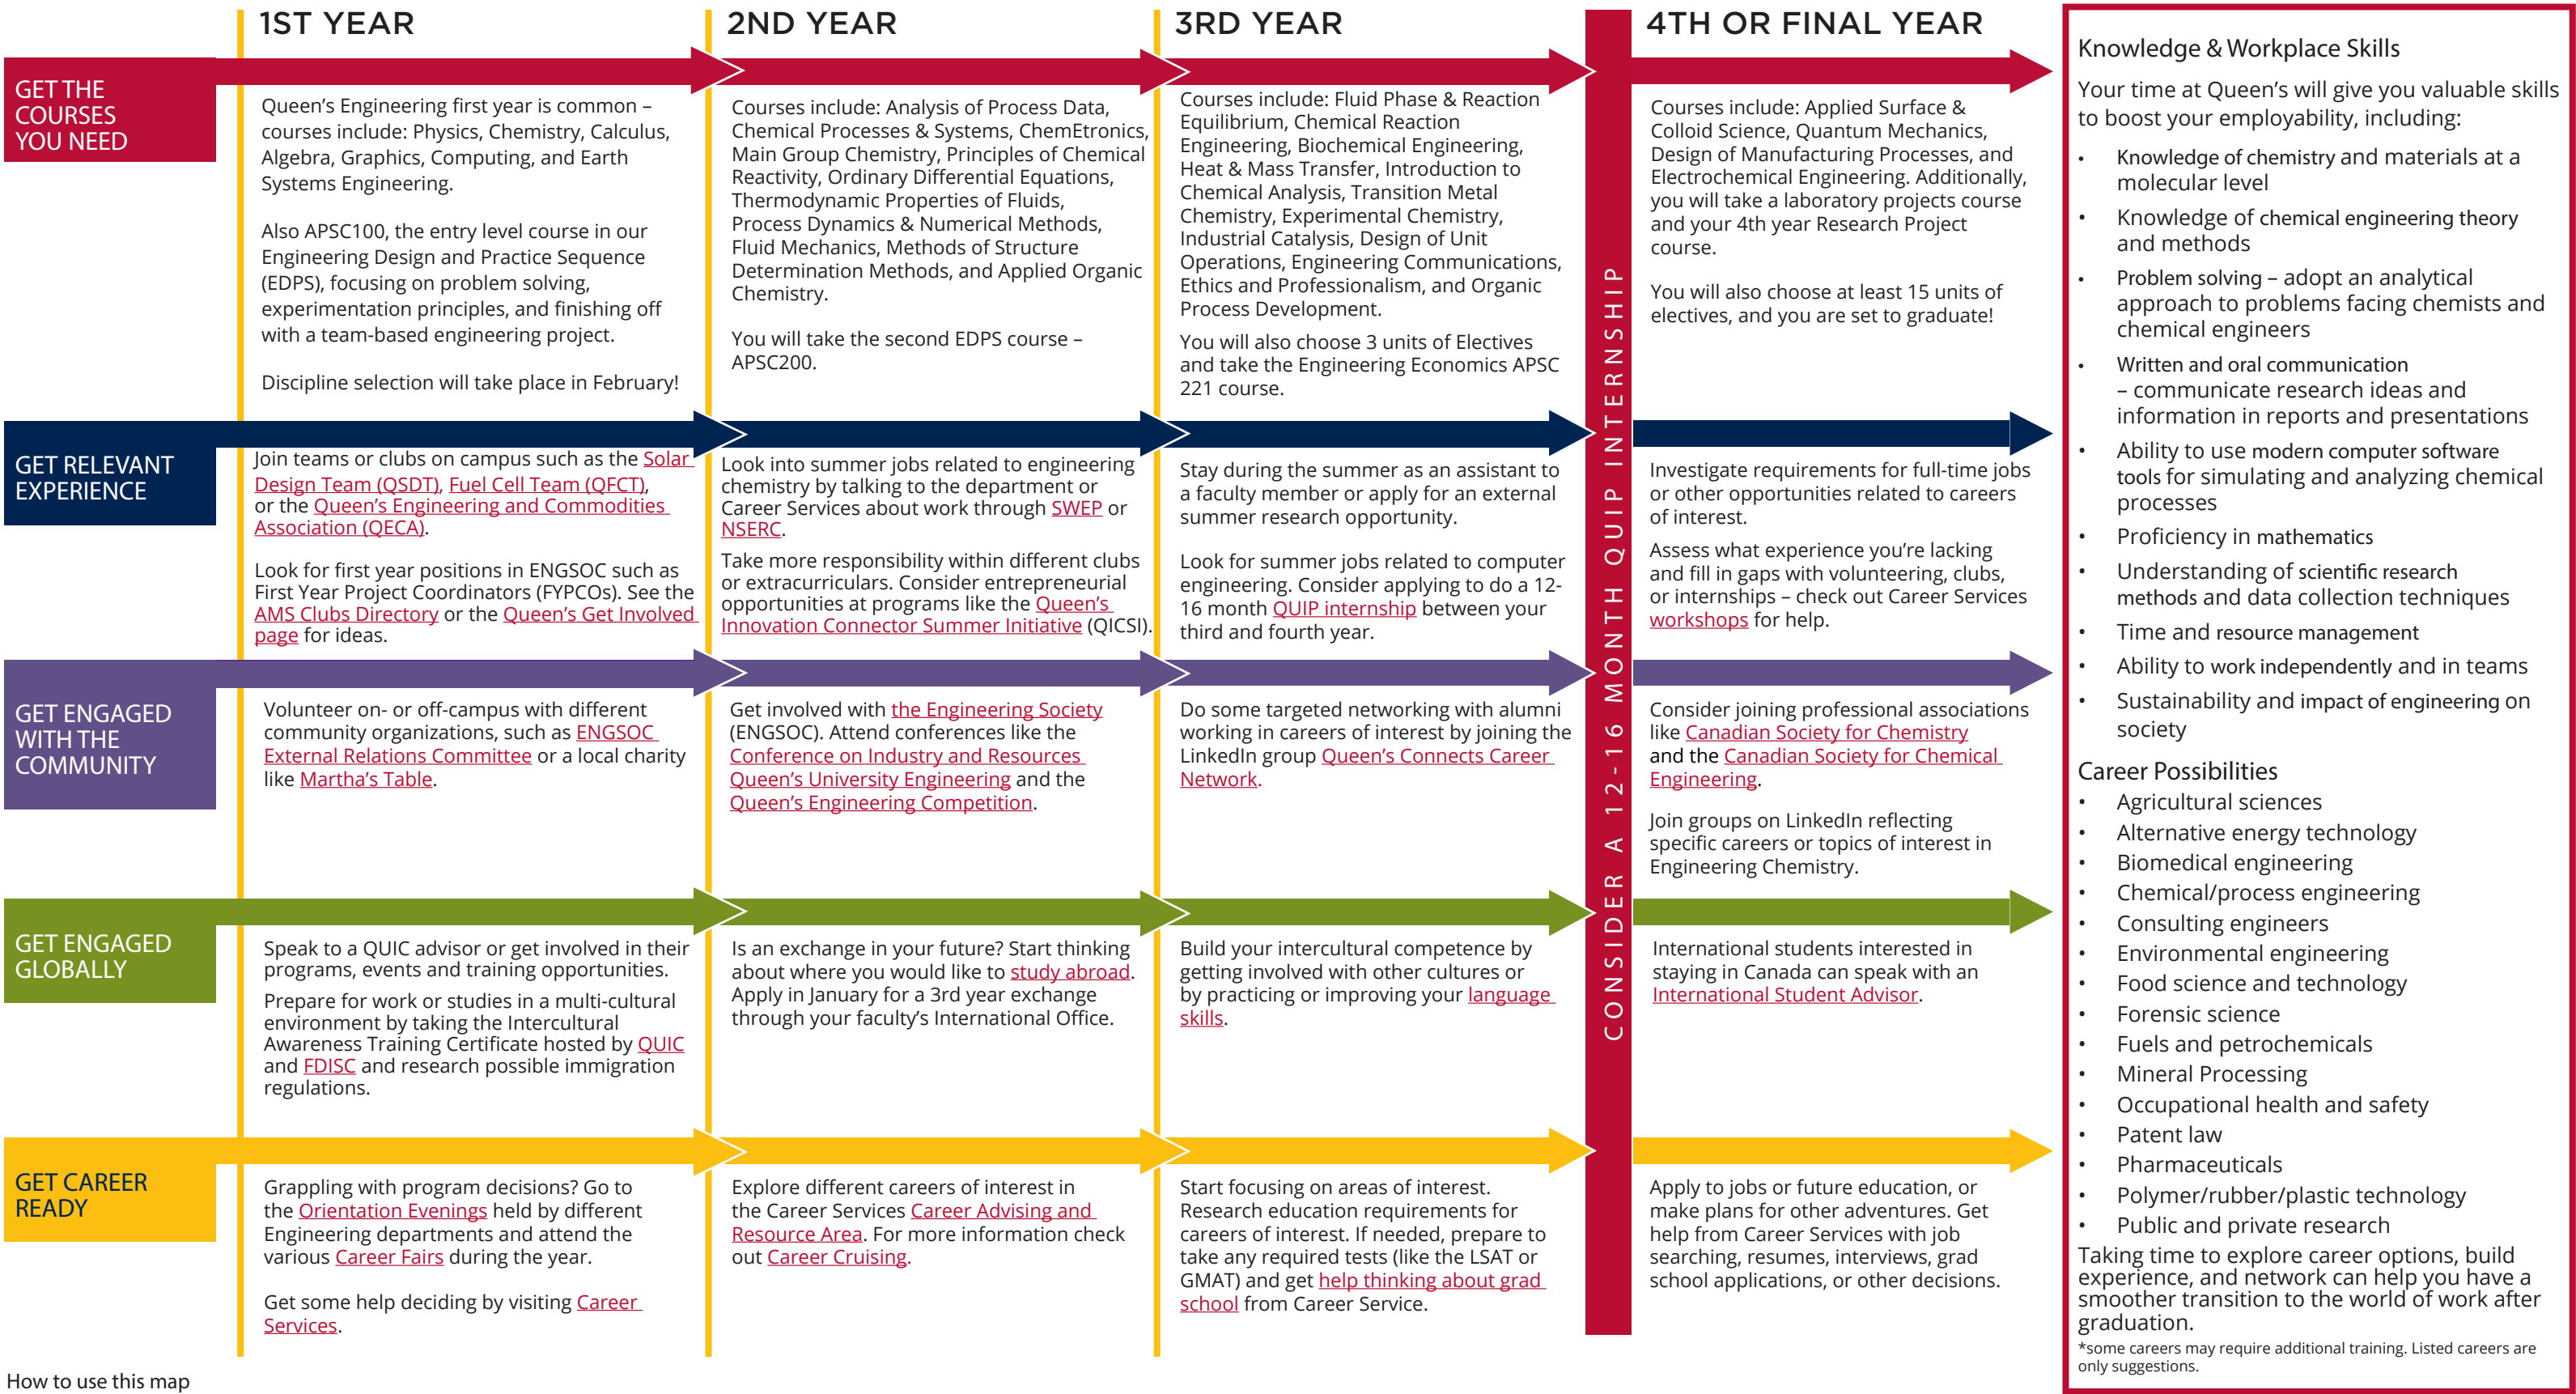 1ST YEAR
2ND YEAR
3RD YEAR
4TH OR FINAL YEAR
GET THE
COURSES
YOU NEED
Queen's Engineering first year is common –
courses include: Physics, Chemistry, Calculus,
Algebra, Graphics, Computing, and Earth
Systems Engineering.
Also APSC100, the entry level course in our
Engineering Design and Practice Sequence
(EDPS), focusing on problem solving,
experimentation principles, and finishing off
with a team-based engineering project.
Discipline selection will take place in February!
Courses include: Analysis of Process Data,
Chemical Processes & Systems, ChemEtronics,
Main Group Chemistry, Principles of Chemical
Reactivity, Ordinary Differential Equations,
Thermodynamic Properties of Fluids,
Process Dynamics & Numerical Methods,
Fluid Mechanics, Methods of Structure
Determination Methods, and Applied Organic
Chemistry.
You will take the second EDPS course –
APSC200.
Courses include: Fluid Phase & Reaction
Equilibrium, Chemical Reaction
Engineering, Biochemical Engineering,
Heat & Mass Transfer, Introduction to
Chemical Analysis, Transition Metal
Chemistry, Experimental Chemistry,
Industrial Catalysis, Design of Unit
Operations, Engineering Communications,
Ethics and Professionalism, and Organic
Process Development.
You will also choose 3 units of Electives
and take the Engineering Economics APSC
221 course.
Courses include: Applied Surface &
Colloid Science, Quantum Mechanics,
Design of Manufacturing Processes, and
Electrochemical Engineering. Additionally,
you will take a laboratory projects course
and your 4th year Research Project
course.
You will also choose at least 15 units of
electives, and you are set to graduate!
GET RELEVANT
EXPERIENCE
Join teams or clubs on campus such as the Solar
Design Team (QSDT), Fuel Cell Team (QFCT),
or the Queen's Engineering and Commodities
Association (QECA).
Look for first year positions in ENGSOC such as
First Year Project Coordinators (FYPCOs). See the
AMS Clubs Directory or the Queen's Get Involved
page for ideas.
Look into summer jobs related to engineering
chemistry by talking to the department or
Career Services about work through SWEP or
NSERC.
Take more responsibility within different clubs
or extracurriculars. Consider entrepreneurial
opportunities at programs like the Queen's
Innovation Connector Summer Initiative (QICSI).
Stay during the summer as an assistant to
a faculty member or apply for an external
summer research opportunity.
Look for summer jobs related to computer
engineering. Consider applying to do a 12-
16 month QUIP internship between your
third and fourth year.
Investigate requirements for full-time jobs
or other opportunities related to careers
of interest.
Assess what experience you're lacking
and fill in gaps with volunteering, clubs,
or internships – check out Career Services
workshops for help.
GET ENGAGED
WITH THE
COMMUNITY
Volunteer on- or off-campus with different
community organizations, such as ENGSOC
External Relations Committee or a local charity
like Martha's Table.
Get involved with the Engineering Society
(ENGSOC). Attend conferences like the
Conference on Industry and Resources
Queen's University Engineering and the
Queen's Engineering Competition.
Do some targeted networking with alumni
working in careers of interest by joining the
LinkedIn group Queen's Connects Career
Network.
Consider joining professional associations
like Canadian Society for Chemistry
and the Canadian Society for Chemical
Engineering.
Join groups on LinkedIn reflecting
specific careers or topics of interest in
Engineering Chemistry.
GET ENGAGED
GLOBALLY
Speak to a QUIC advisor or get involved in their
programs, events and training opportunities.
Prepare for work or studies in a multi-cultural
environment by taking the Intercultural
Awareness Training Certificate hosted by QUIC
and FDISC and research possible immigration
regulations.
Is an exchange in your future? Start thinking
about where you would like to study abroad.
Apply in January for a 3rd year exchange
through your faculty's International Office.
Build your intercultural competence by
getting involved with other cultures or
by practicing or improving your language
skills.
International students interested in
staying in Canada can speak with an
International Student Advisor.
GET CAREER
READY
Grappling with program decisions? Go to
the Orientation Evenings held by different
Engineering departments and attend the
various Career Fairs during the year.
Get some help deciding by visiting Career
Services.
Explore different careers of interest in
the Career Services Career Advising and
Resource Area. For more information check
out Career Cruising.
Start focusing on areas of interest.
Research education requirements for
careers of interest. If needed, prepare to
take any required tests (like the LSAT or
GMAT) and get help thinking about grad
school from Career Service.
Apply to jobs or future education, or
make plans for other adventures. Get
help from Career Services with job
searching, resumes, interviews, grad
school applications, or other decisions.
CONSIDER A 12-16 MONTH QUIP INTERNSHIP
Knowledge & Workplace Skills
Your time at Queen's will give you valuable skills
to boost your employability, including:
• Knowledge of chemistry and materials at a
molecular level
• Knowledge of chemical engineering theory
and methods
• Problem solving – adopt an analytical
approach to problems facing chemists and
chemical engineers
• Written and oral communication
– communicate research ideas and
information in reports and presentations
• Ability to use modern computer software
tools for simulating and analyzing chemical
processes
• Proficiency in mathematics
• Understanding of scientific research
methods and data collection techniques
• Time and resource management
• Ability to work independently and in teams
• Sustainability and impact of engineering on
society
Career Possibilities
• Agricultural sciences
• Alternative energy technology
• Biomedical engineering
• Chemical/process engineering
• Consulting engineers
• Environmental engineering
• Food science and technology
• Forensic science
• Fuels and petrochemicals
• Mineral Processing
• Occupational health and safety
• Patent law
• Pharmaceuticals
• Polymer/rubber/plastic technology
• Public and private research
Taking time to explore career options, build
experience, and network can help you have a
smoother transition to the world of work after
graduation.
*some careers may require additional training. Listed careers are
only suggestions.
How to use this map